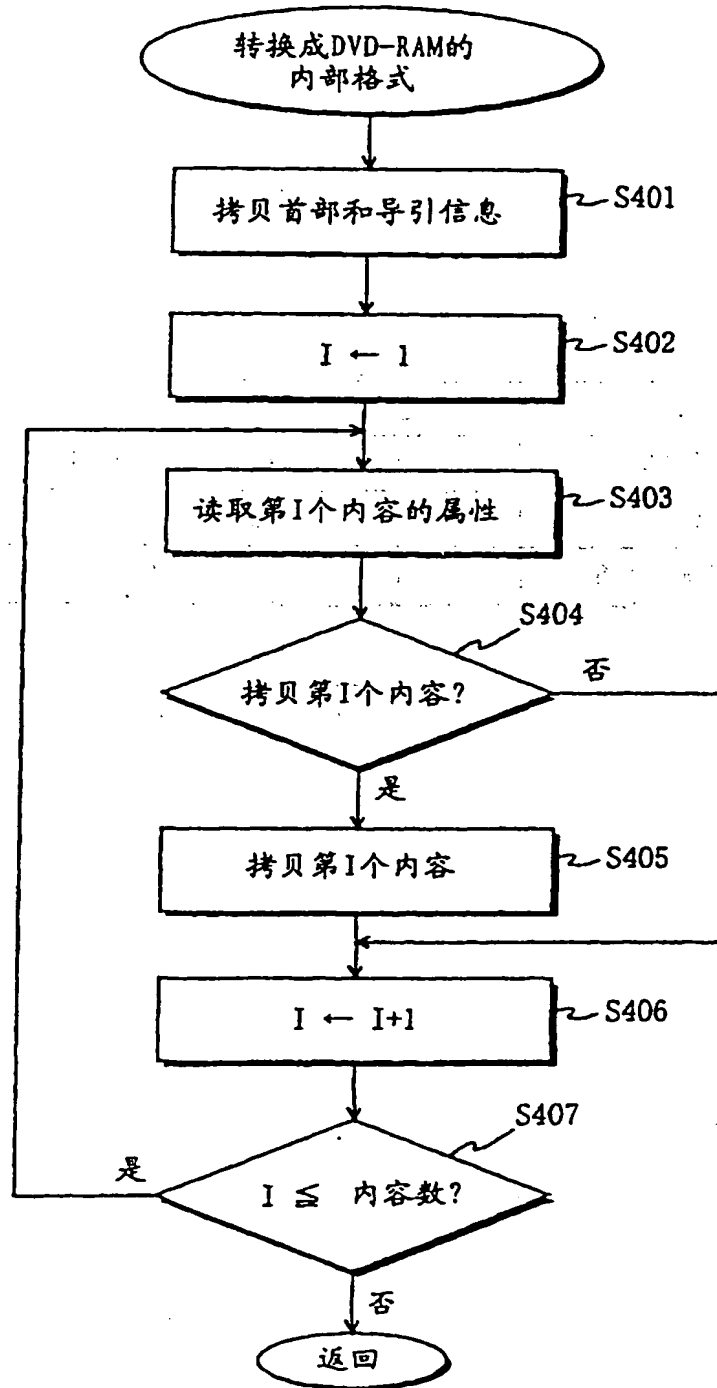 转换成DVD-RAM的
内部格式
拷贝首部和导引信息
S401
I ← 1
S402
读取第I个内容的属性
S403
S404
拷贝第I个内容?
否
是
拷贝第I个内容
S405
I ← I+1
S406
S407
是
I ≦ 内容数?
否
返回